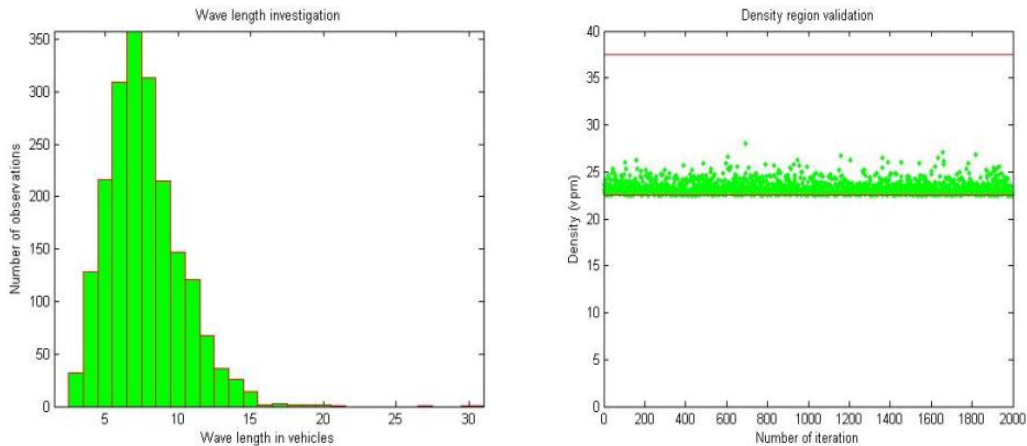 Wave length investigation
Number of observations
350
300
250
200
150
100
50
0
5 10 15 20 25 30
Wave length in vehicles
Density region validation
Density (vpm)
40
35
30
25
20
15
10
5
0
0 200 400 600 800 1000 1200 1400 1600 1800 2000
Number of iteration